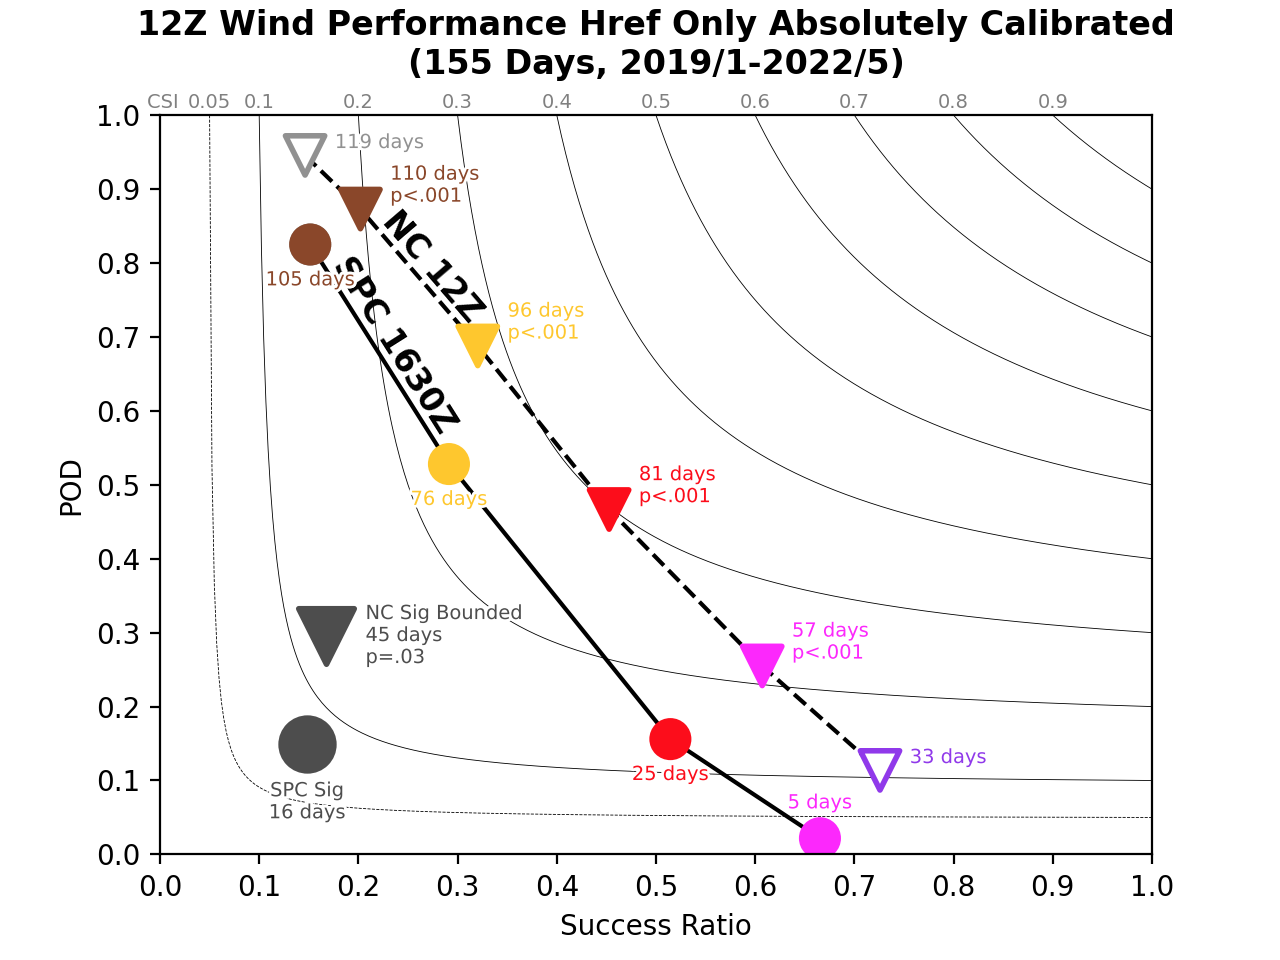 12Z Wind Performance Href Only Absolutely Calibrated
(155 Days, 2019/1-2022/5)
CSI 0.05 0.1 0.2 0.3 0.4 0.5 0.6 0.7 0.8 0.9
1.0
0.9
0.8
0.7
0.6
0.5
0.4
0.3
0.2
0.1
0.0
POD
119 days
110 days
p<.001
NC 12Z
105 days
SPC 1630Z
96 days
p<.001
76 days
81 days
p<.001
NC Sig Bounded
45 days
p=.03
57 days
p<.001
33 days
25 days
SPC Sig
16 days
5 days
0.0 0.1 0.2 0.3 0.4 0.5 0.6 0.7 0.8 0.9 1.0
Success Ratio